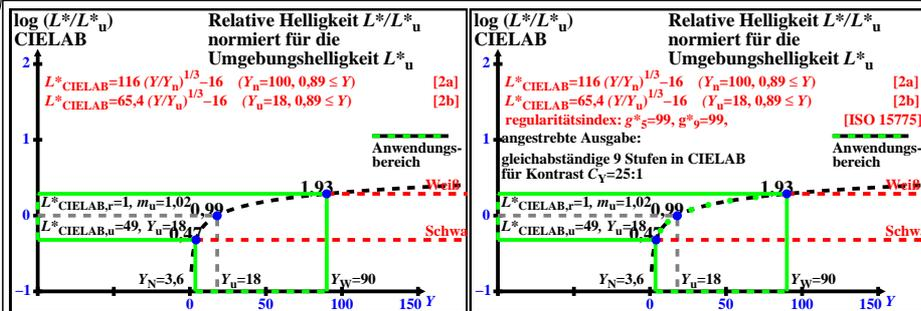 log (L*/L*u)
CIELAB
Relative Helligkeit L*/L*u
normiert für die
Umgebungshelligkeit L*u
L*CIELAB=116 (Y/Yn)1/3–16 (Yn=100, 0,89 ≤ Y) [2a]
L*CIELAB=65,4 (Y/Yu)1/3–16 (Yu=18, 0,89 ≤ Y) [2b]
Anwendungs-
bereich
2
1
0
–1
1,93
Weiß
L*CIELAB,r=1, mu=1,02
0,99
L*CIELAB,u=49, Yu=18
0,47
Schwa
YN=3,6
Yu=18
YW=90
0 50 100 150 Y
log (L*/L*u)
CIELAB
Relative Helligkeit L*/L*u
normiert für die
Umgebungshelligkeit L*u
L*CIELAB=116 (Y/Yn)1/3–16 (Yn=100, 0,89 ≤ Y) [2a]
L*CIELAB=65,4 (Y/Yu)1/3–16 (Yu=18, 0,89 ≤ Y) [2b]
regularitätsindex: g*5=99, g*9=99, [ISO 15775]
angestrebte Ausgabe:
gleichabständige 9 Stufen in CIELAB
für Kontrast CY=25:1
Anwendungs-
bereich
2
1
0
–1
1,93
Weiß
L*CIELAB,r=1, mu=1,02
0,99
L*CIELAB,u=49, Yu=18
0,47
Schwa
YN=3,6
Yu=18
YW=90
0 50 100 150 Y